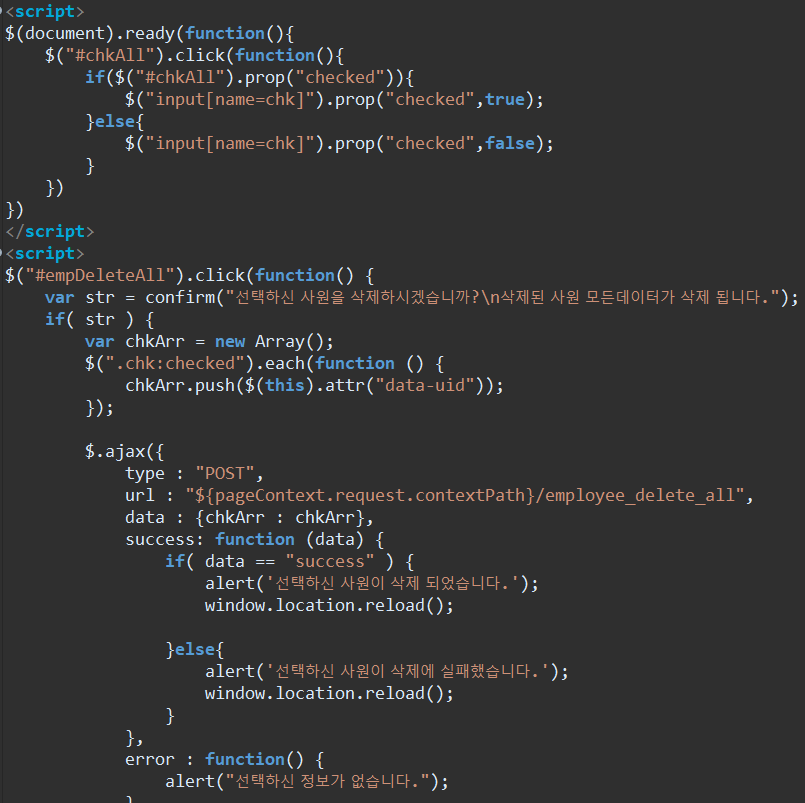 <script>
$(document).ready(function(){
    $("#chkAll").click(function(){
        if($("#chkAll").prop("checked")){
            $("input[name=chk]").prop("checked",true);
        }else{
            $("input[name=chk]").prop("checked",false);
        }
    })
})
</script>
<script>
$("#empDeleteAll").click(function() {
    var str = confirm("선택하신 사원을 삭제하시겠습니까?\n삭제된 사원 모든데이터가 삭제 됩니다.");
    if( str ) {
        var chkArr = new Array();
        $(".chk:checked").each(function () {
            chkArr.push($(this).attr("data-uid"));
        });
        $.ajax({
            type : "POST",
            url : "${pageContext.request.contextPath}/employee_delete_all",
            data : {chkArr : chkArr},
            success: function (data) {
                if( data == "success" ) {
                    alert('선택하신 사원이 삭제 되었습니다.');
                    window.location.reload();
                }else{
                    alert('선택하신 사원이 삭제에 실패했습니다.');
                    window.location.reload();
                }
            },
            error : function() {
                alert("선택하신 정보가 없습니다.");
            }